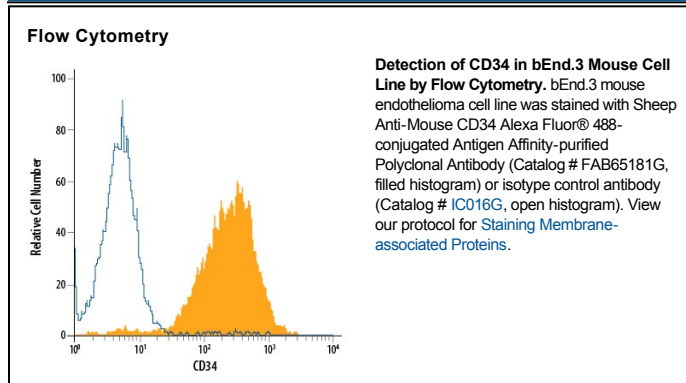 Flow Cytometry
Detection of CD34 in bEnd.3 Mouse Cell
Line by Flow Cytometry. bEnd.3 mouse
endothelioma cell line was stained with Sheep
Anti-Mouse CD34 Alexa Fluor® 488-
conjugated Antigen Affinity-purified
Polyclonal Antibody (Catalog # FAB65181G,
filled histogram) or isotype control antibody
(Catalog # IC016G, open histogram). View
our protocol for Staining Membrane-
associated Proteins.
Relative Cell Number
100
80
60
40
20
0
10⁰ 10¹ 10² 10³ 10⁴
CD34